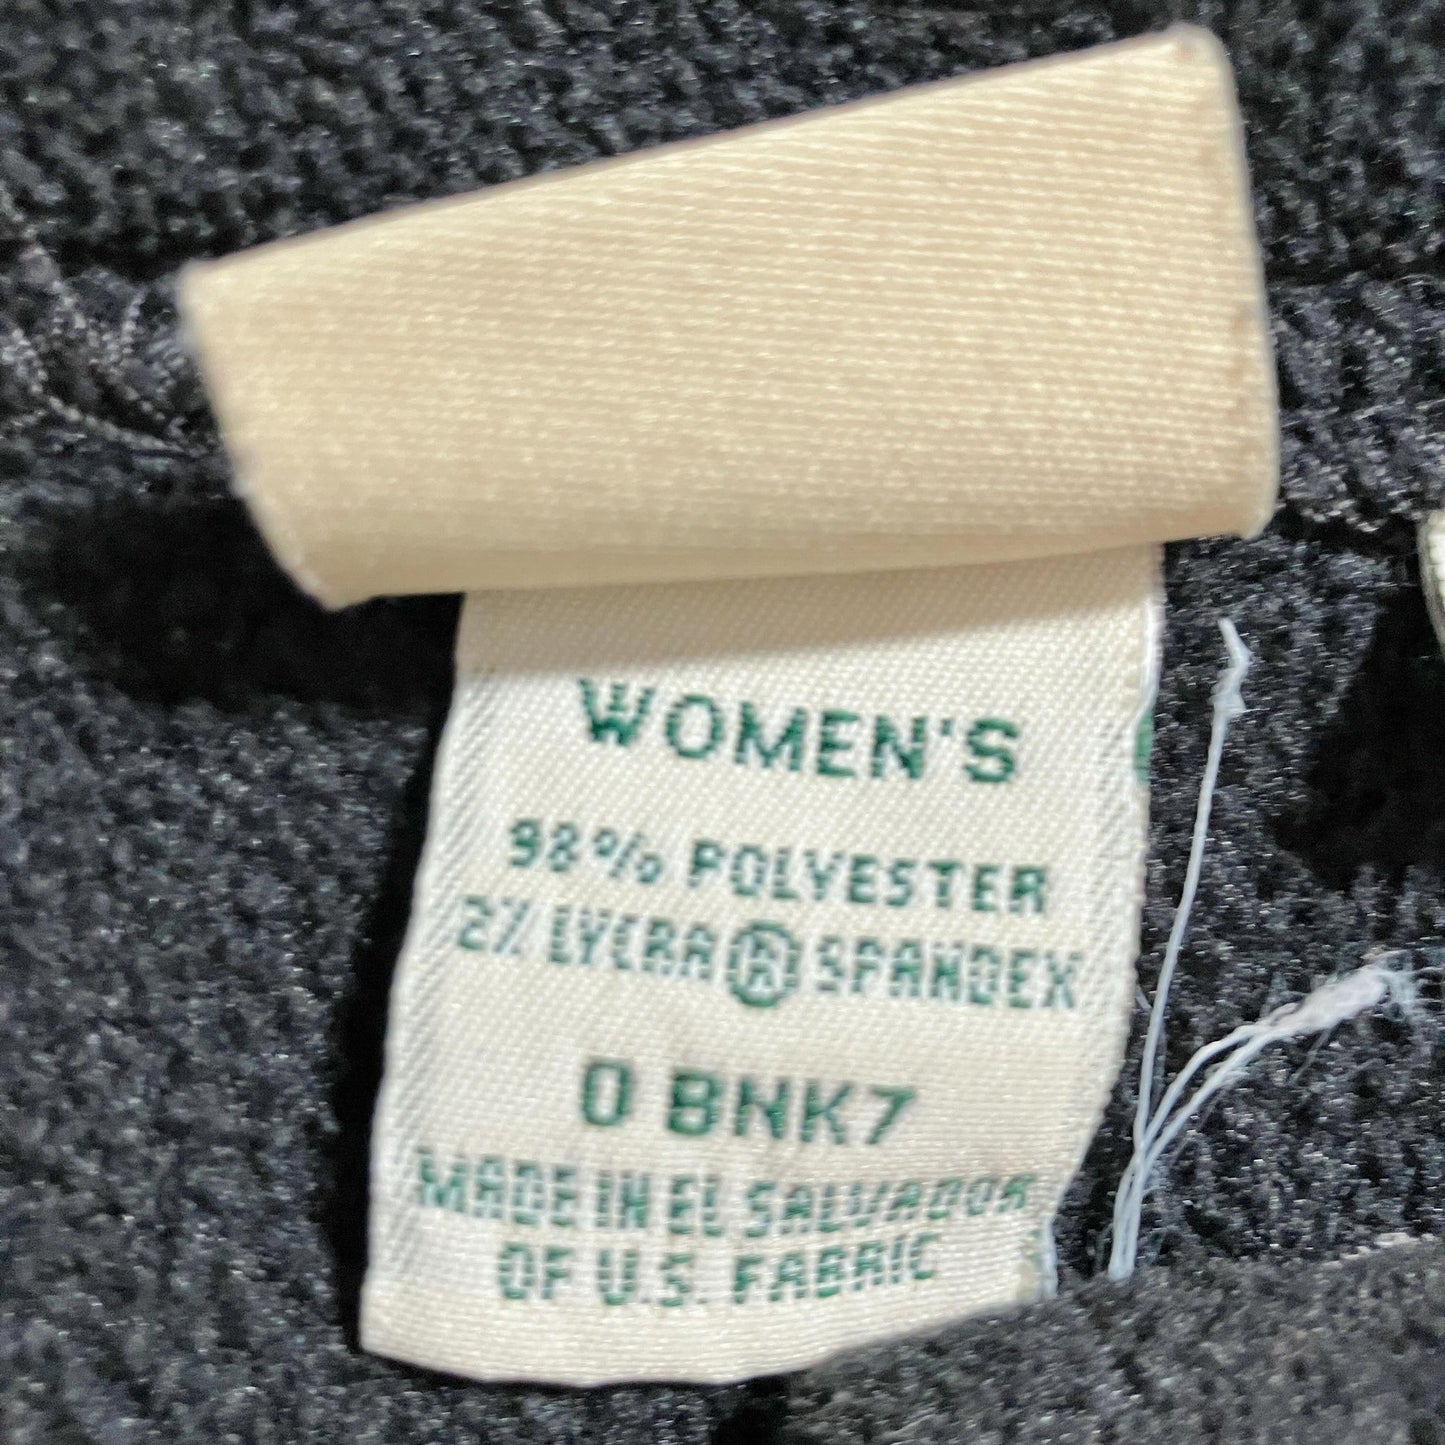 WOMEN'S
98% POLYESTER
2% LYCRA ® SPANDEX
0 BNK7
MADE IN EL SALVADOR
OF U.S. FABRIC